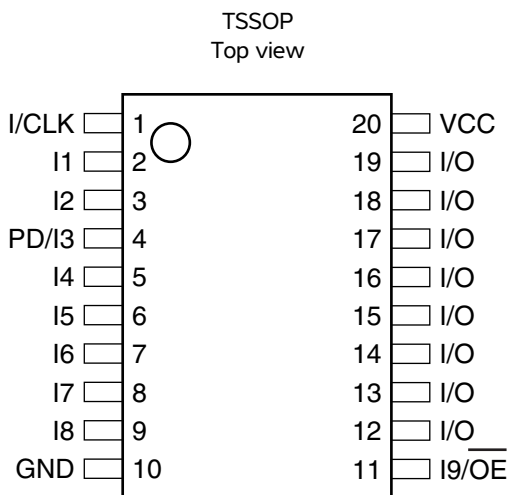 TSSOP
Top view
I/CLK 1 20 VCC
I1 2 19 I/O
I2 3 18 I/O
PD/I3 4 17 I/O
I4 5 16 I/O
I5 6 15 I/O
I6 7 14 I/O
I7 8 13 I/O
I8 9 12 I/O
GND 10 11 I9/O̅E̅